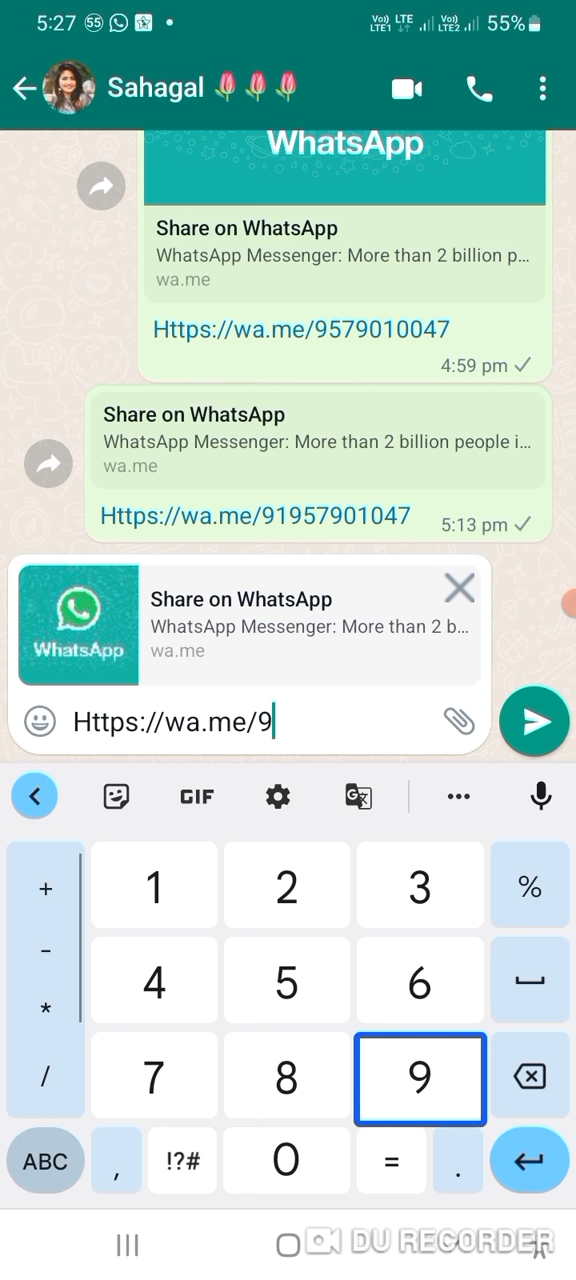 5:27 55 Vo)) LTE Vo)) 55%
LTE1 LTE2
Sahagal
WhatsApp
Share on WhatsApp
WhatsApp Messenger: More than 2 billion p...
wa.me
Https://wa.me/9579010047
4:59 pm
Share on WhatsApp
WhatsApp Messenger: More than 2 billion people i...
wa.me
Https://wa.me/91957901047
5:13 pm
Share on WhatsApp
WhatsApp Messenger: More than 2 b...
WhatsApp
wa.me
Https://wa.me/9
GIF
+ 1 2 3 %
- 4 5 6
*
/ 7 8 9
ABC , !?# 0 = .
DU RECORDER